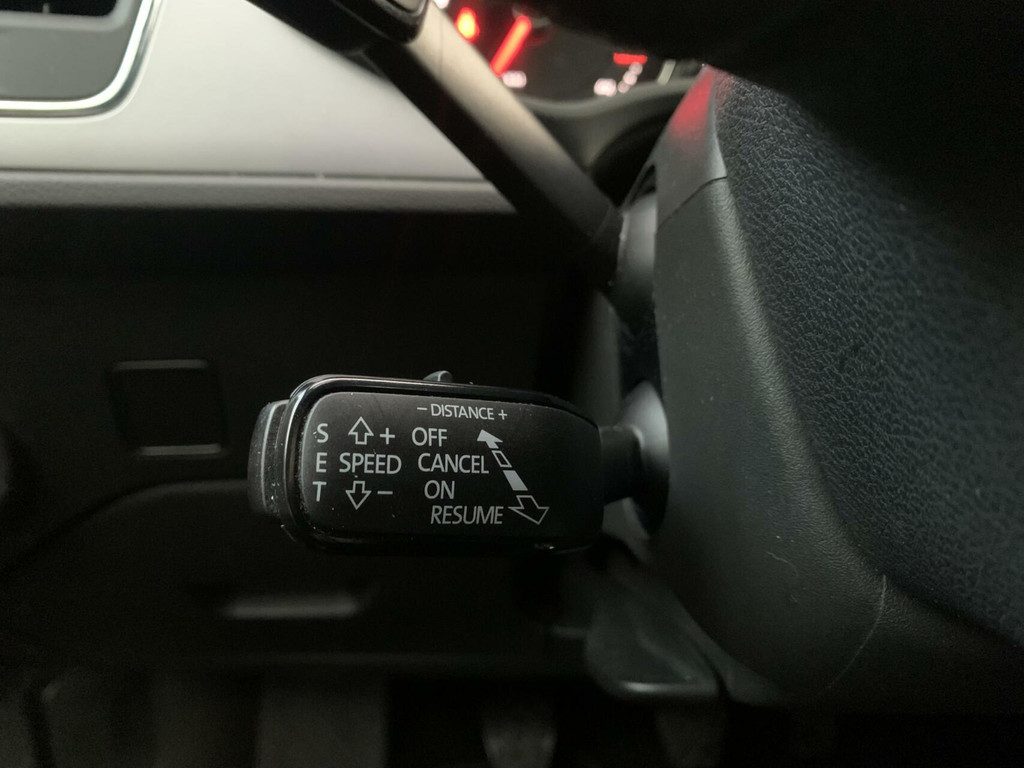 − DISTANCE +
S + OFF
E SPEED CANCEL
T − ON
RESUME